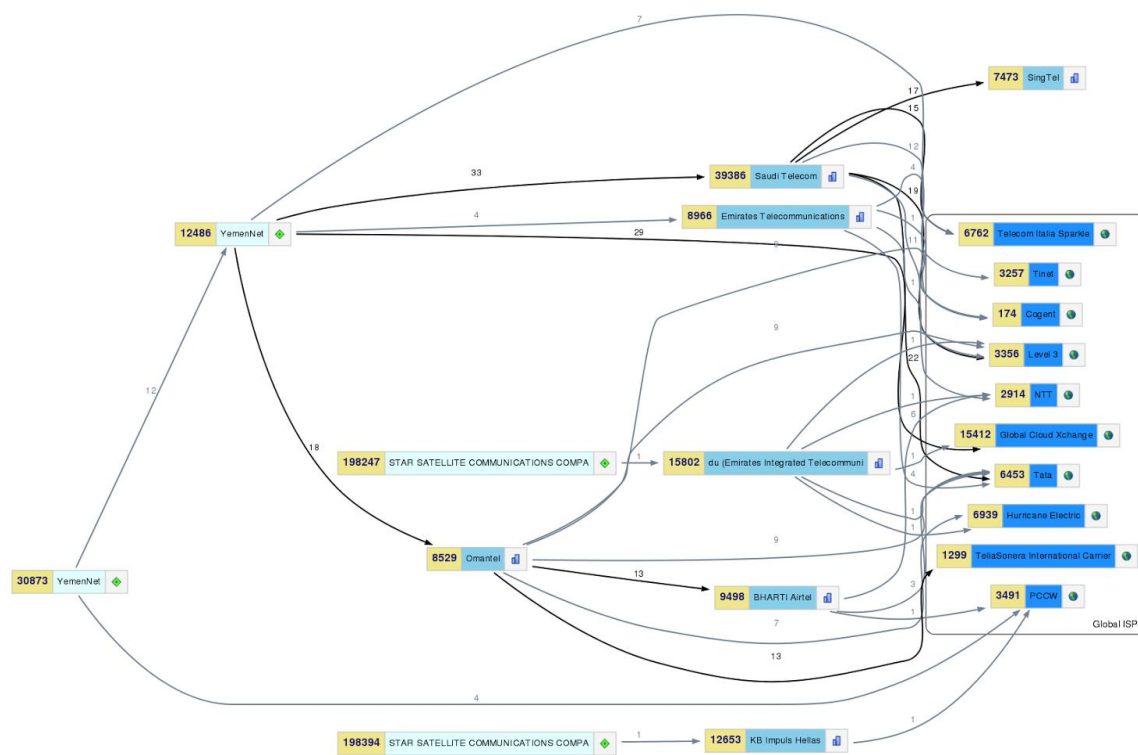 7
7473 SingTel
17
15
12
33
39386 Saudi Telecom
4
19
4
8966 Emirates Telecommunications
1
12486 YemenNet
29
6762 Telecom Italia Sparkle
11
3257 Tinet
1
174 Cogent
9
1
3356 Level 3
22
12
2914 NTT
1
6
15412 Global Cloud Xchange
18
198247 STAR SATELLITE COMMUNICATIONS COMPA
1
15802 du (Emirates Integrated Telecommuni
1
4
6453 Tata
1
6939 Hurricane Electric
1
9
8529 Omantel
1299 TeliaSonera International Carrier
13
30873 YemenNet
3
9498 BHARTI Airtel
3491 PCCW
1
7
Global ISP
13
4
1
198394 STAR SATELLITE COMMUNICATIONS COMPA
1
12653 KB Impuls Hellas